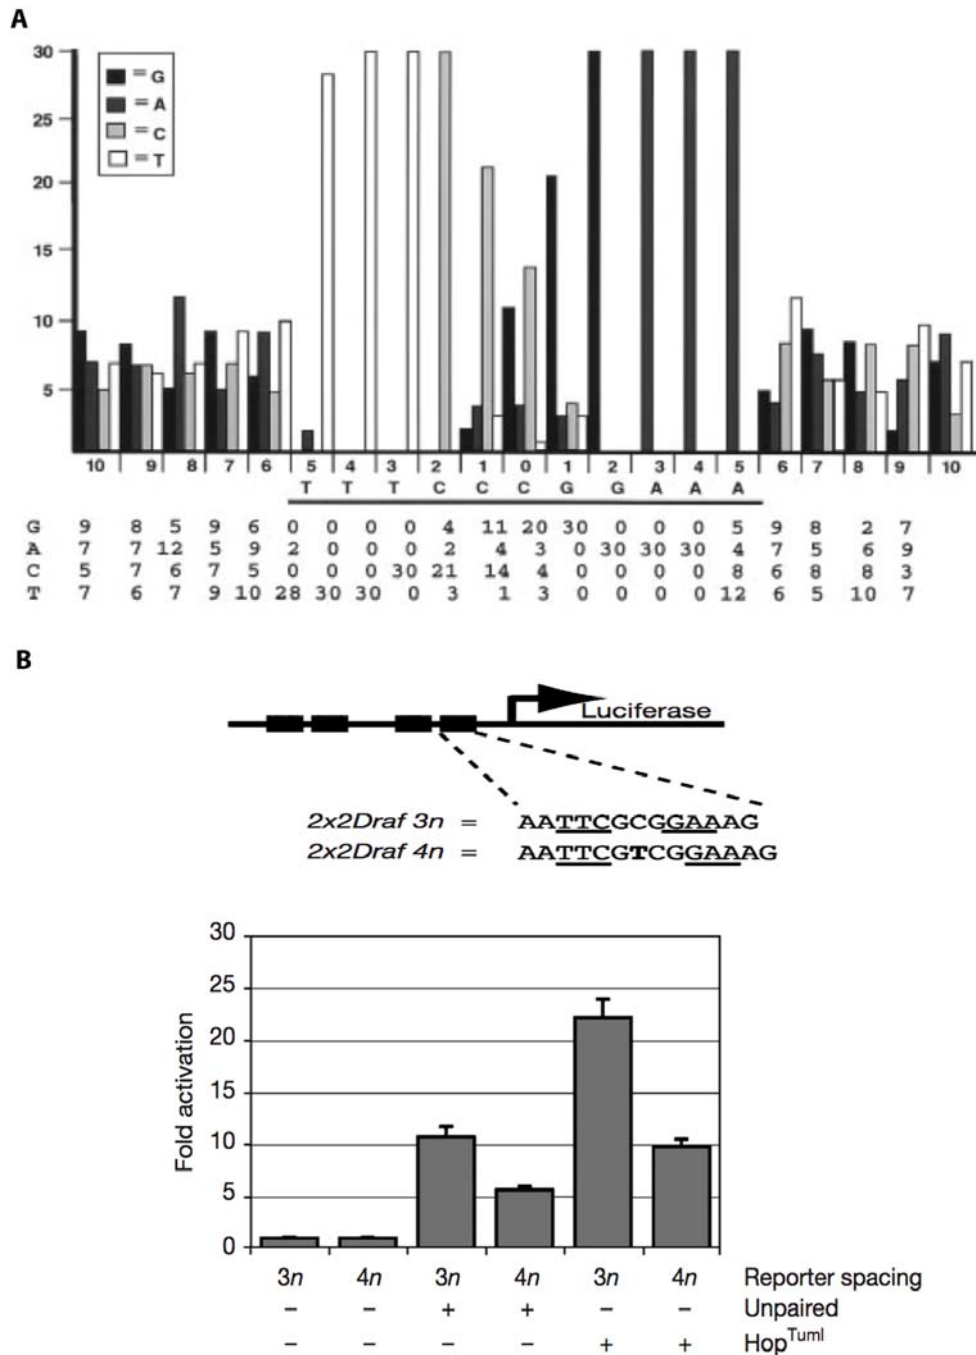 A
30
25
20
15
10
5
= G
= A
= C
= T
10 9 8 7 6 5 4 3 2 1 0 1 2 3 4 5 6 7 8 9 10
T T T C C C G G A A A
G 9 8 5 9 6 0 0 0 0 4 11 20 30 0 0 0 5 9 8 2 7
A 7 7 12 5 9 2 0 0 0 2 4 3 0 30 30 30 4 7 5 6 9
C 5 7 6 7 5 0 0 0 30 21 14 4 0 0 0 0 8 6 8 8 3
T 7 6 7 9 10 28 30 30 0 3 1 3 0 0 0 0 12 6 5 10 7
B
Luciferase
2x2Draf 3n = AATTCGCGGAAAG
2x2Draf 4n = AATTCGTCGGAAAG
Fold activation
30
25
20
15
10
5
0
3n 4n 3n 4n 3n 4n Reporter spacing
– – + + – – Unpaired
– – – – + + Hop^Tuml